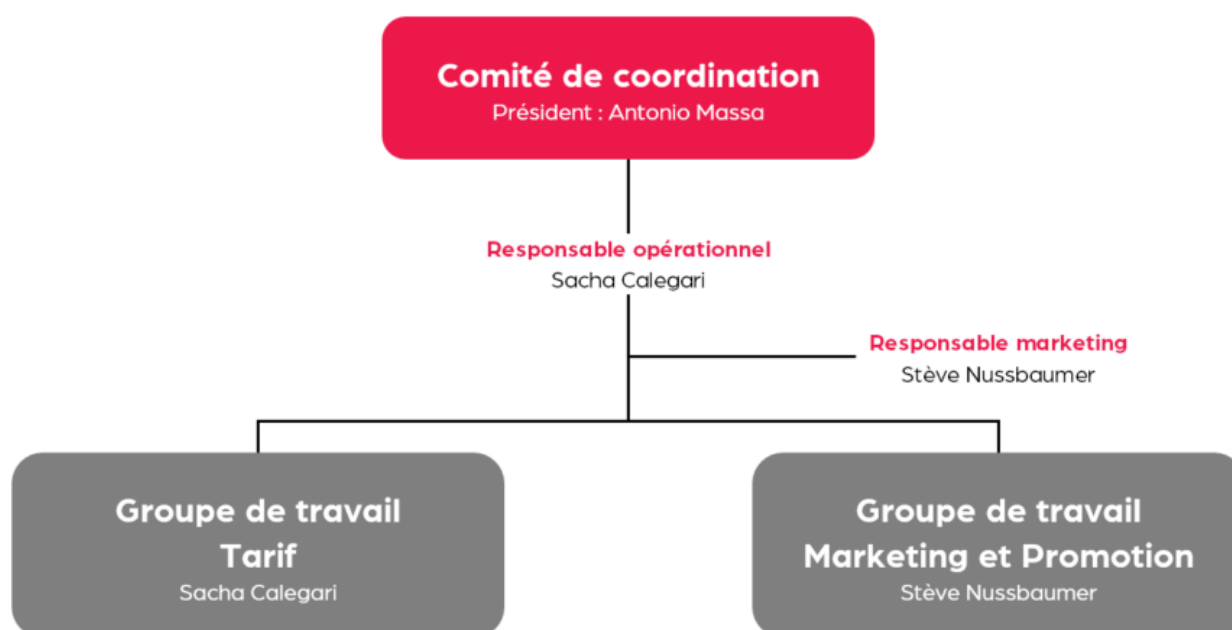 Comité de coordination
Président : Antonio Massa
Responsable opérationnel
Sacha Calegari
Responsable marketing
Stève Nussbaumer
Groupe de travail
Tarif
Sacha Calegari
Groupe de travail
Marketing et Promotion
Stève Nussbaumer